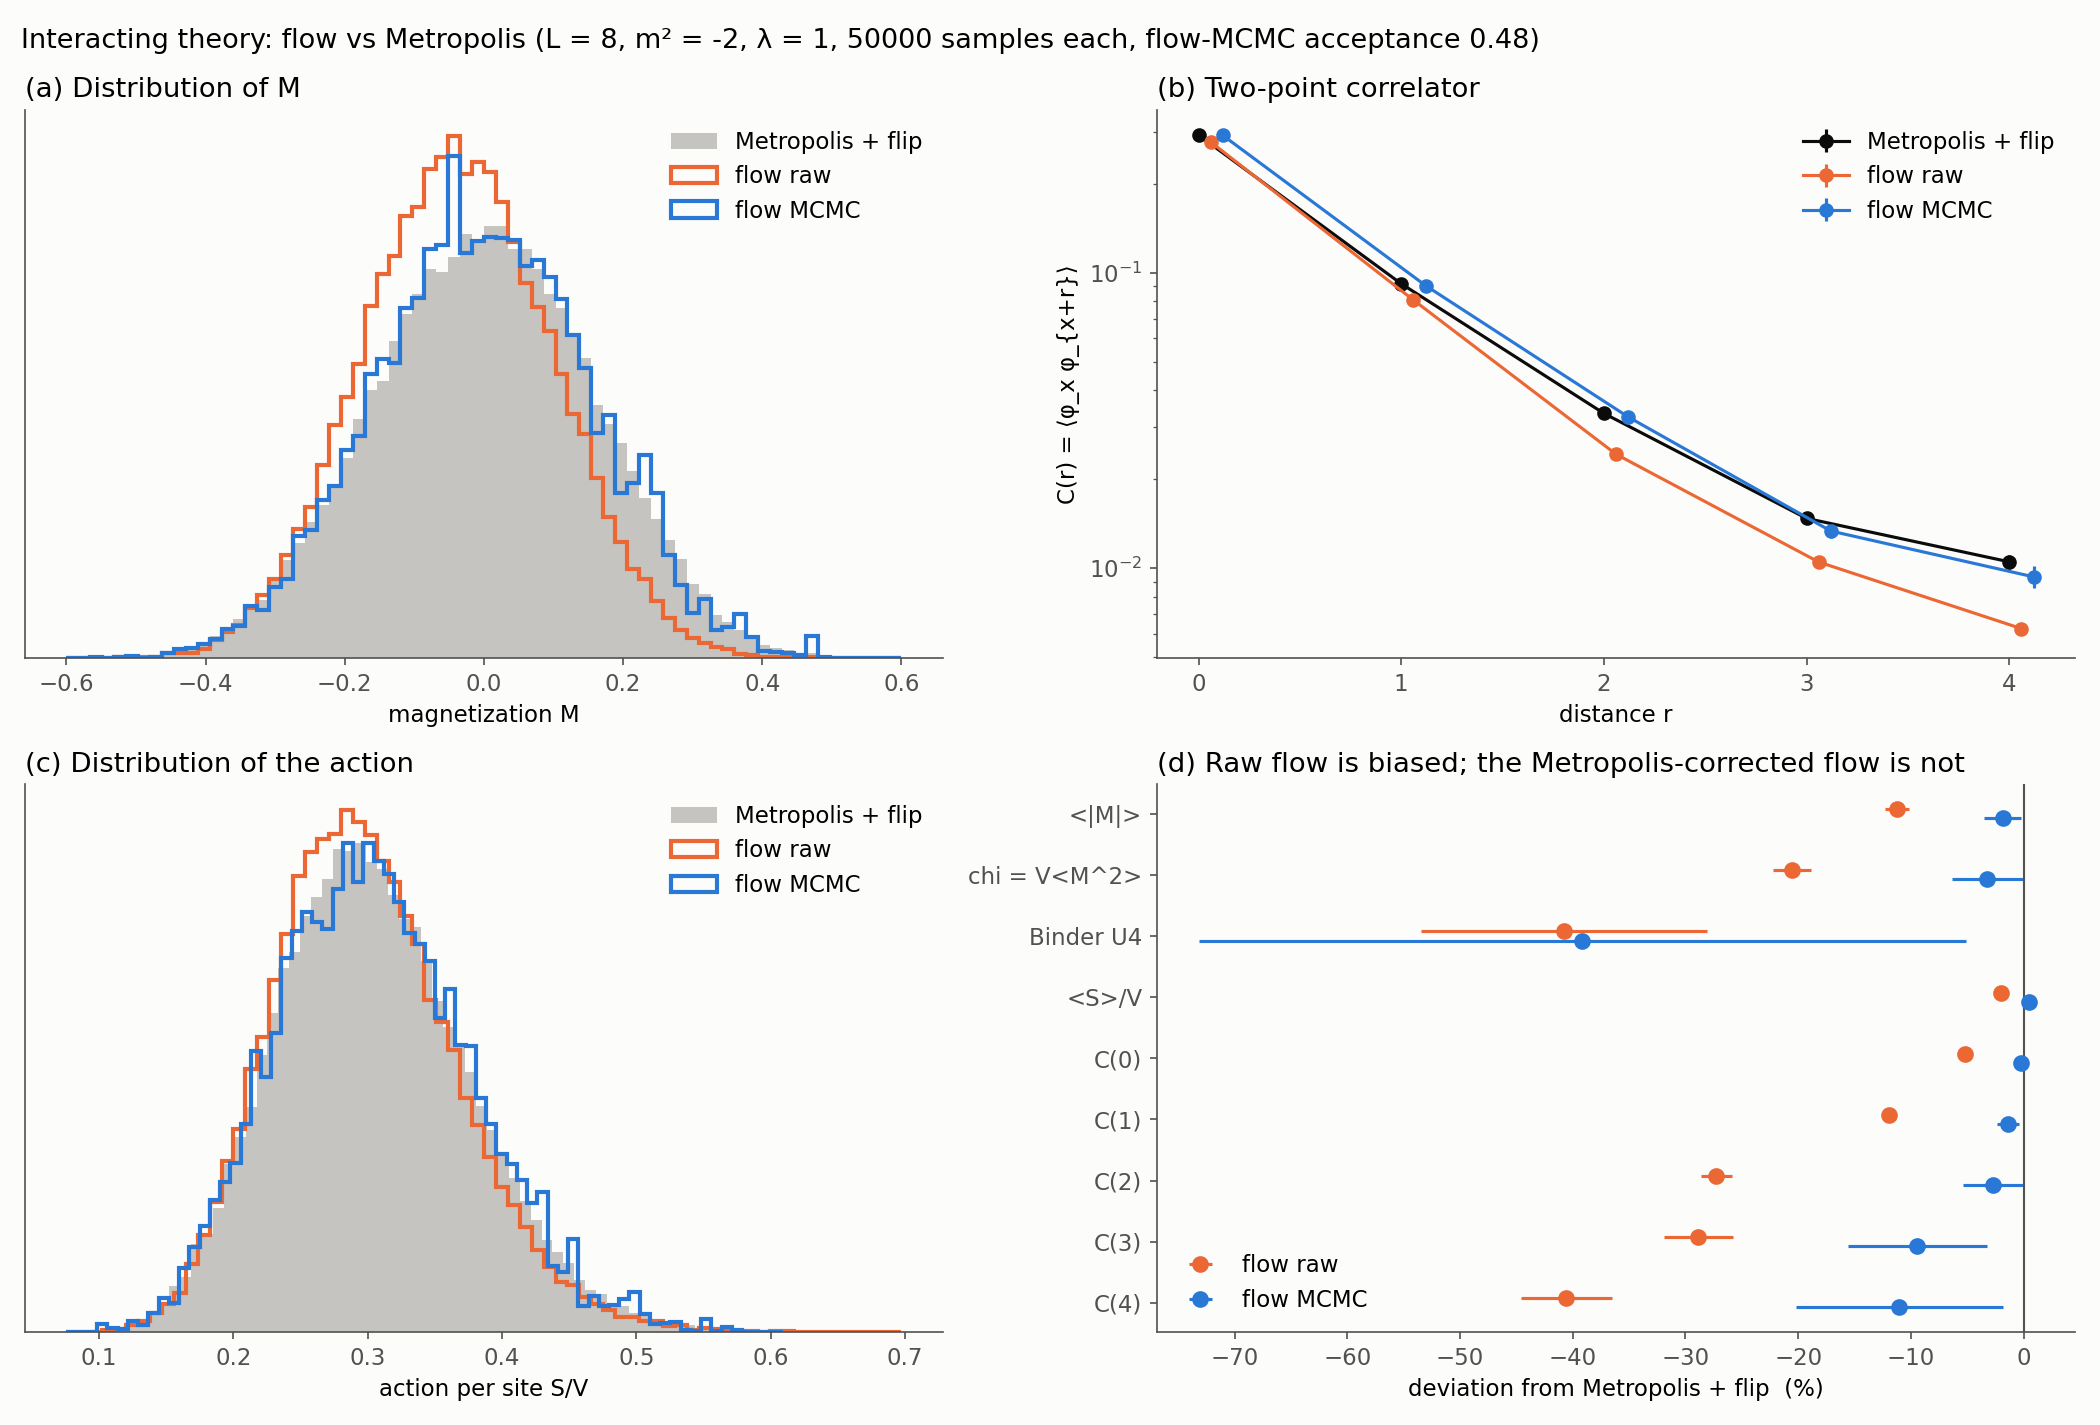 Interacting theory: flow vs Metropolis (L = 8, m² = -2, λ = 1, 50000 samples each, flow-MCMC acceptance 0.48)
(a) Distribution of M
Metropolis + flip
flow raw
flow MCMC
−0.6 −0.4 −0.2 0.0 0.2 0.4 0.6
magnetization M
(b) Two-point correlator
Metropolis + flip
flow raw
flow MCMC
C(r) = ⟨φ_x φ_{x+r}⟩
10⁻¹
10⁻²
0 1 2 3 4
distance r
(c) Distribution of the action
Metropolis + flip
flow raw
flow MCMC
0.1 0.2 0.3 0.4 0.5 0.6 0.7
action per site S/V
(d) Raw flow is biased; the Metropolis-corrected flow is not
<|M|>
chi = V<M^2>
Binder U4
<S>/V
C(0)
C(1)
C(2)
C(3)
C(4)
flow raw
flow MCMC
−70 −60 −50 −40 −30 −20 −10 0
deviation from Metropolis + flip (%)